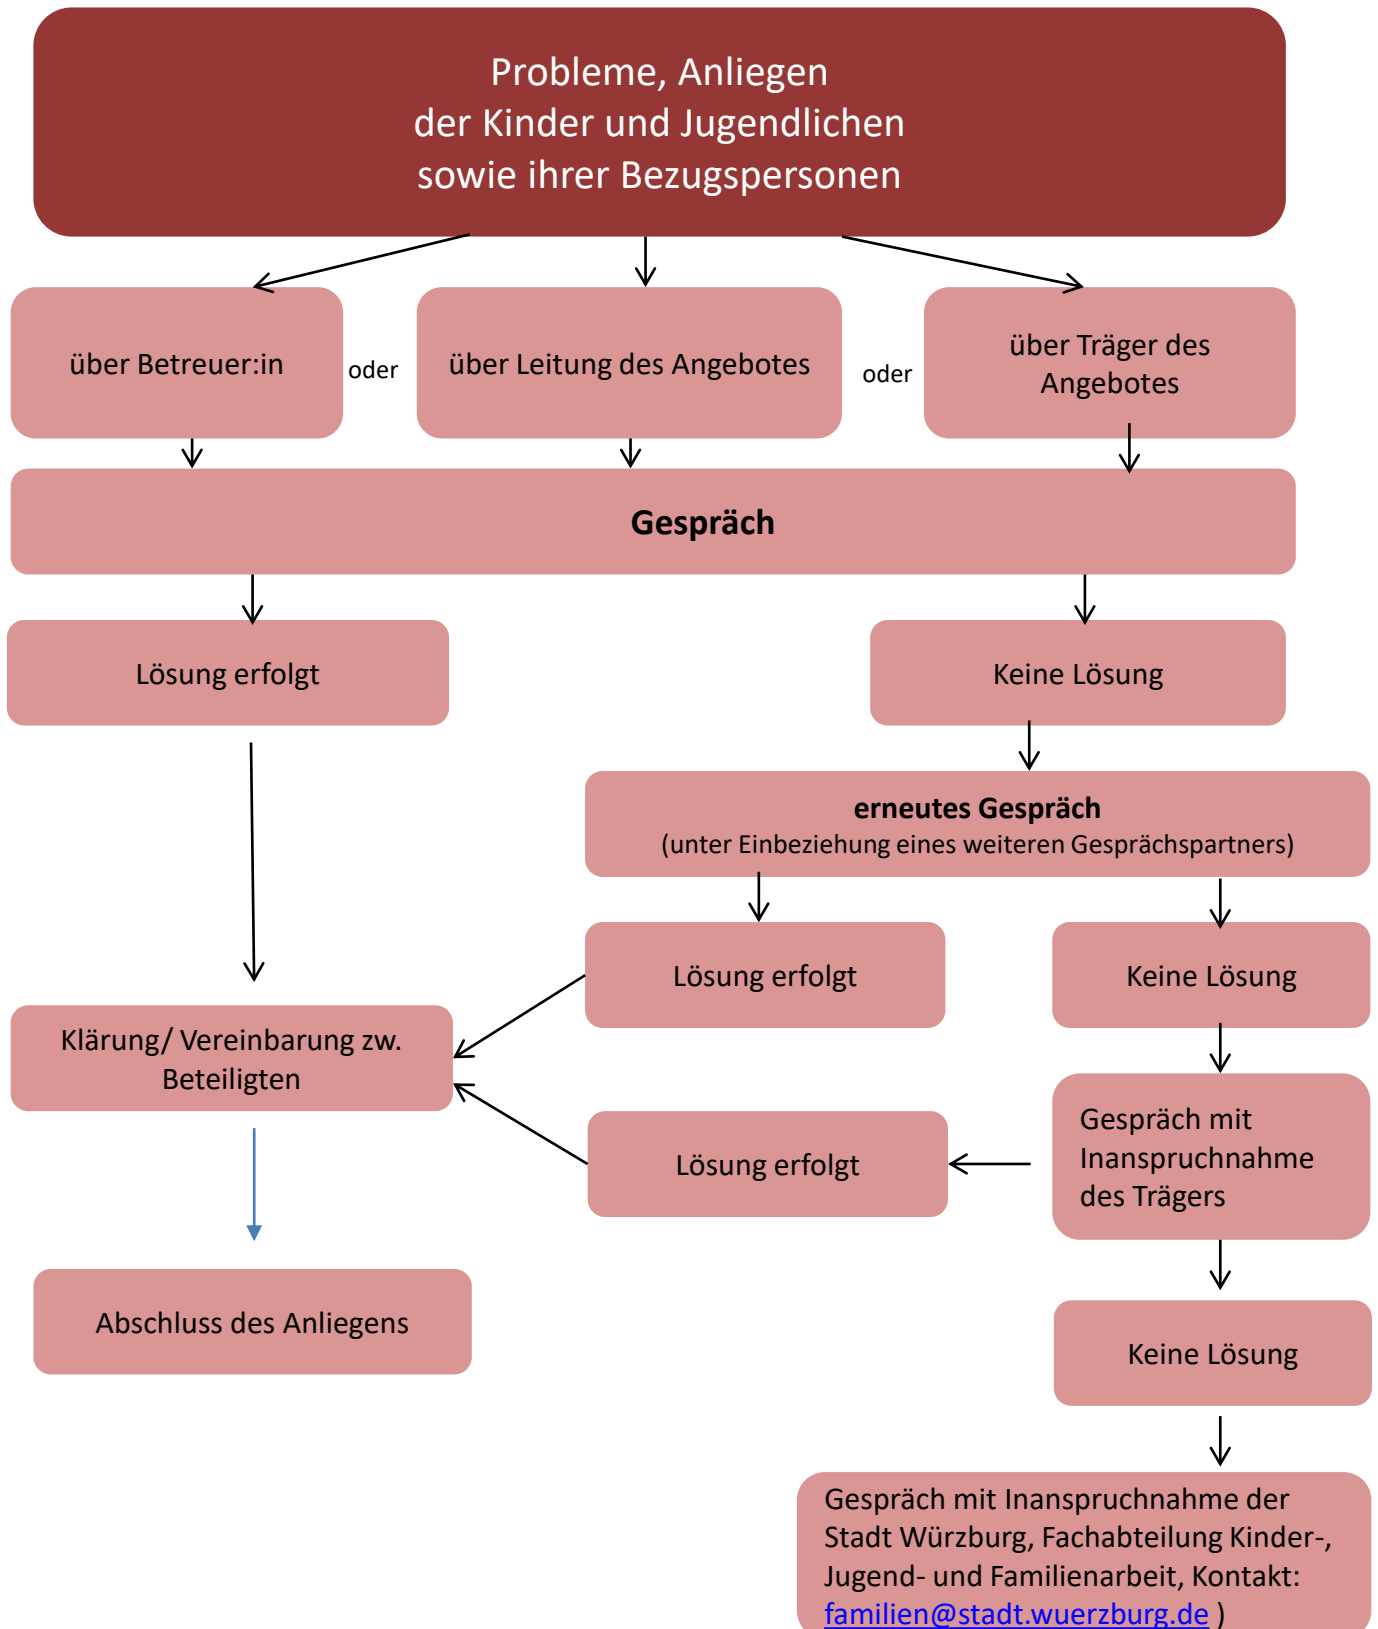 Probleme, Anliegen
der Kinder und Jugendlichen
sowie ihrer Bezugspersonen
über Betreuer:in
oder
über Leitung des Angebotes
oder
über Träger des
Angebotes
Gespräch
Lösung erfolgt
Keine Lösung
erneutes Gespräch
(unter Einbeziehung eines weiteren Gesprächspartners)
Lösung erfolgt
Keine Lösung
Klärung/ Vereinbarung zw.
Beteiligten
Gespräch mit
Inanspruchnahme
des Trägers
Lösung erfolgt
Abschluss des Anliegens
Keine Lösung
Gespräch mit Inanspruchnahme der
Stadt Würzburg, Fachabteilung Kinder-,
Jugend- und Familienarbeit, Kontakt:
familien@stadt.wuerzburg.de )